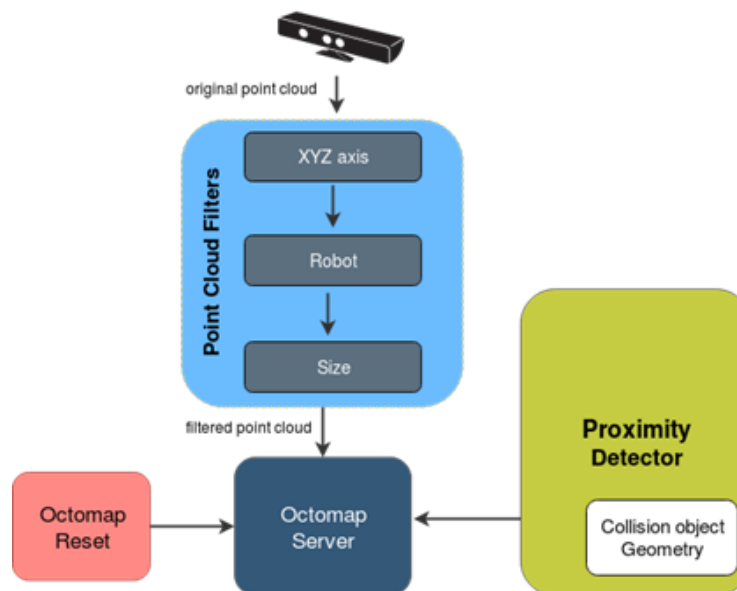 original point cloud
XYZ axis
Point Cloud Filters
Robot
Size
filtered point cloud
Proximity
Detector
Octomap
Reset
Octomap
Server
Collision object
Geometry